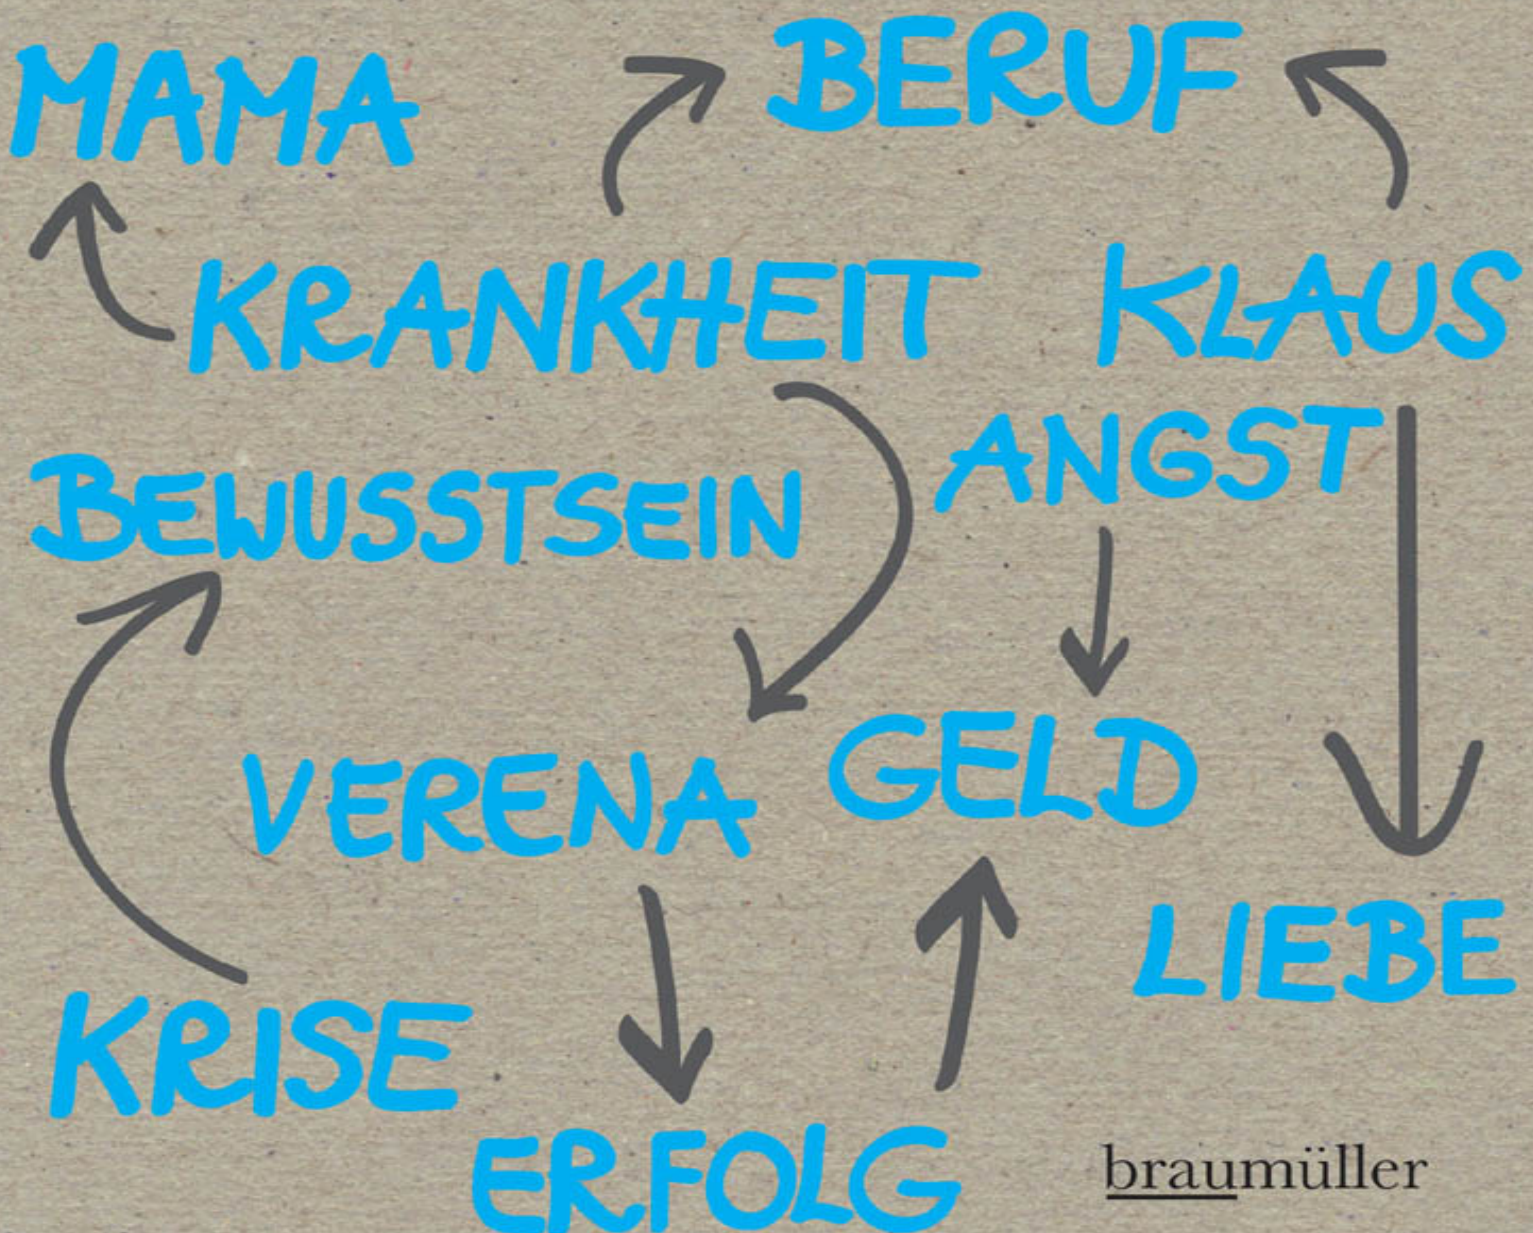 MAMA
BERUF
KRANKHEIT
KLAUS
ANGST
BEWUSSTSEIN
VERENA
GELD
LIEBE
KRISE
ERFOLG
braumüller